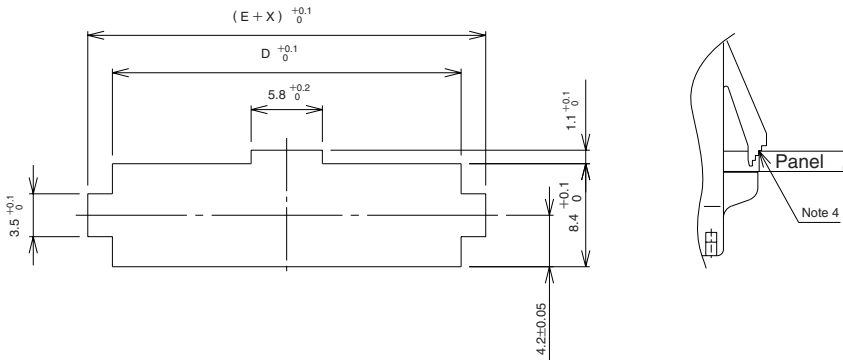 (E+X) +0.1 0
D +0.1 0
5.8 +0.2 0
1.1 +0.1 0
3.5 +0.1 0
8.4 +0.1 0
4.2±0.05
Panel
Note 4